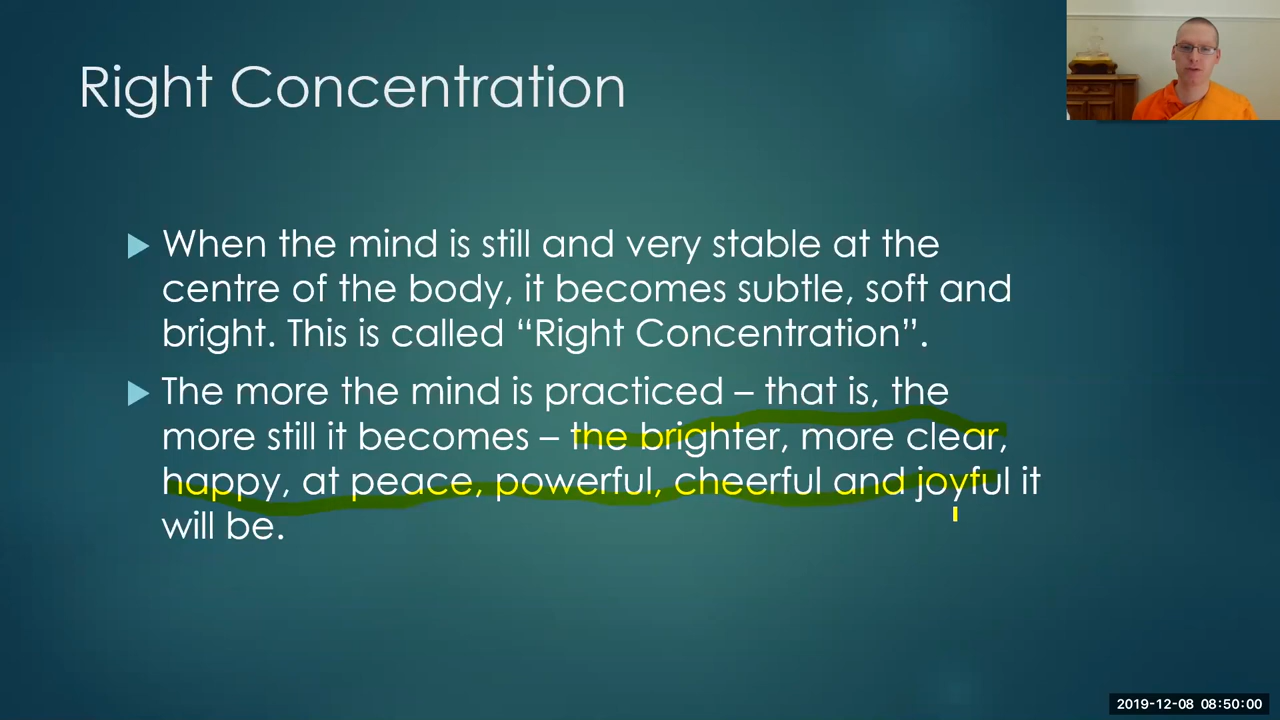 Right Concentration
When the mind is still and very stable at the
centre of the body, it becomes subtle, soft and
bright. This is called “Right Concentration”.
The more the mind is practiced – that is, the
more still it becomes – the brighter, more clear,
happy, at peace, powerful, cheerful and joyful it
will be.
2019-12-08 08:50:00